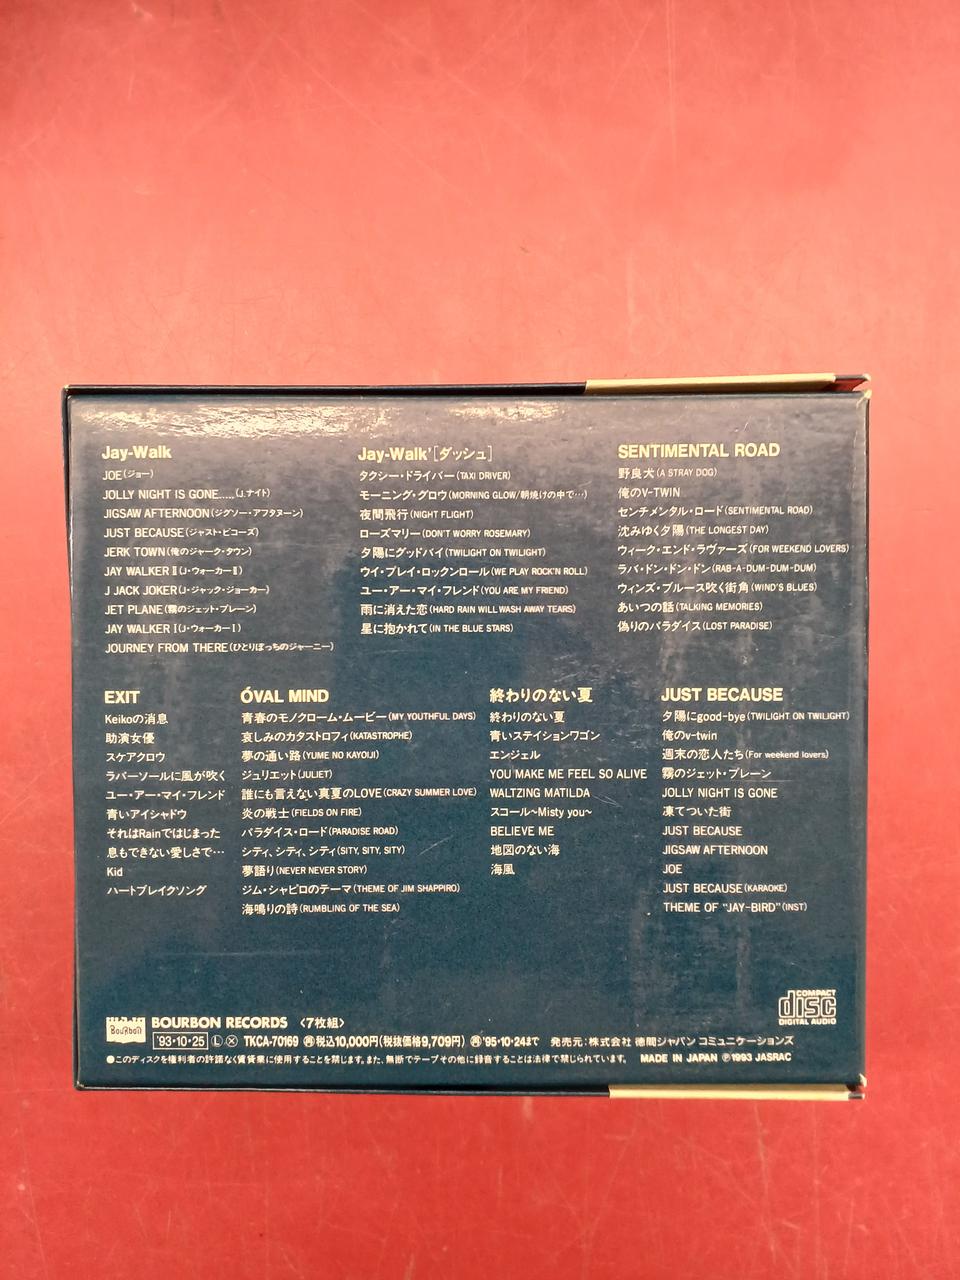 Jay-Walk
JOE(ジョー)
JOLLY NIGHT IS GONE.....(J.ナイト)
JIGSAW AFTERNOON(ジグソー・アフタヌーン)
JUST BECAUSE(ジャスト・ビコーズ)
JERK TOWN(俺のジャーク・タウン)
JAY WALKER II(J・ウォーカーII)
J JACK JOKER(J・ジャック・ジョーカー)
JET PLANE(霧のジェット・プレーン)
JAY WALKER I(J・ウォーカーI)
JOURNEY FROM THERE(ひとりぼっちのジャーニー)
Jay-Walk'[ダッシュ]
タクシー・ドライバー(TAXI DRIVER)
モーニング・グロウ(MORNING GLOW/朝焼けの中で…)
夜間飛行(NIGHT FLIGHT)
ローズマリー(DON'T WORRY ROSEMARY)
夕陽にグッドバイ(TWILIGHT ON TWILIGHT)
ウイ・プレイ・ロックンロール(WE PLAY ROCK'N ROLL)
ユー・アー・マイ・フレンド(YOU ARE MY FRIEND)
雨に消えた恋(HARD RAIN WILL WASH AWAY TEARS)
星に抱かれて(IN THE BLUE STARS)
SENTIMENTAL ROAD
野良犬(A STRAY DOG)
俺のV-TWIN
センチメンタル・ロード(SENTIMENTAL ROAD)
沈みゆく夕陽(THE LONGEST DAY)
ウィーク・エンド・ラヴァーズ(FOR WEEKEND LOVERS)
ラバ・ドン・ドン・ドン(RAB-A-DUM-DUM-DUM)
ウィンズ・ブルース吹く街角(WIND'S BLUES)
あいつの話(TALKING MEMORIES)
偽りのパラダイス(LOST PARADISE)
EXIT
Keikoの消息
助演女優
スケアクロウ
ラバーソールに風が吹く
ユー・アー・マイ・フレンド
青いアイシャドウ
それはRainではじまった
息もできない愛しさで…
Kid
ハートブレイクソング
ÓVAL MIND
青春のモノクローム・ムービー(MY YOUTHFUL DAYS)
哀しみのカタストロフィ(KATASTROPHE)
夢の通い路(YUME NO KAYOIJI)
ジュリエット(JULIET)
誰にも言えない真夏のLOVE(CRAZY SUMMER LOVE)
炎の戦士(FIELDS ON FIRE)
パラダイス・ロード(PARADISE ROAD)
シティ、シティ、シティ(SITY, SITY, SITY)
夢語り(NEVER NEVER STORY)
ジム・シャピロのテーマ(THEME OF JIM SHAPPIRO)
海鳴りの詩(RUMBLING OF THE SEA)
終わりのない夏
終わりのない夏
青いステイションワゴン
エンジェル
YOU MAKE ME FEEL SO ALIVE
WALTZING MATILDA
スコール〜Misty you〜
BELIEVE ME
地図のない海
海風
JUST BECAUSE
夕陽にgood-bye(TWILIGHT ON TWILIGHT)
俺のv-twin
週末の恋人たち(For weekend lovers)
霧のジェット・プレーン
JOLLY NIGHT IS GONE
凍てついた街
JUST BECAUSE
JIGSAW AFTERNOON
JOE
JUST BECAUSE(KARAOKE)
THEME OF "JAY-BIRD"(INST)
COMPACT disc DIGITAL AUDIO
Bourbon BOURBON RECORDS 〈7枚組〉
'93・10・25 Ⓛ Ⓧ TKCA-70169 ㊢税込10,000円(税抜価格9,709円) ㊢'95・10・24まで 発売元:株式会社 徳間ジャパン コミュニケーションズ
●このディスクを権利者の許諾なく賃貸業に使用することを禁じます。また、無断でテープその他に録音することは法律で禁じられています。 MADE IN JAPAN ℗1993 JASRAC